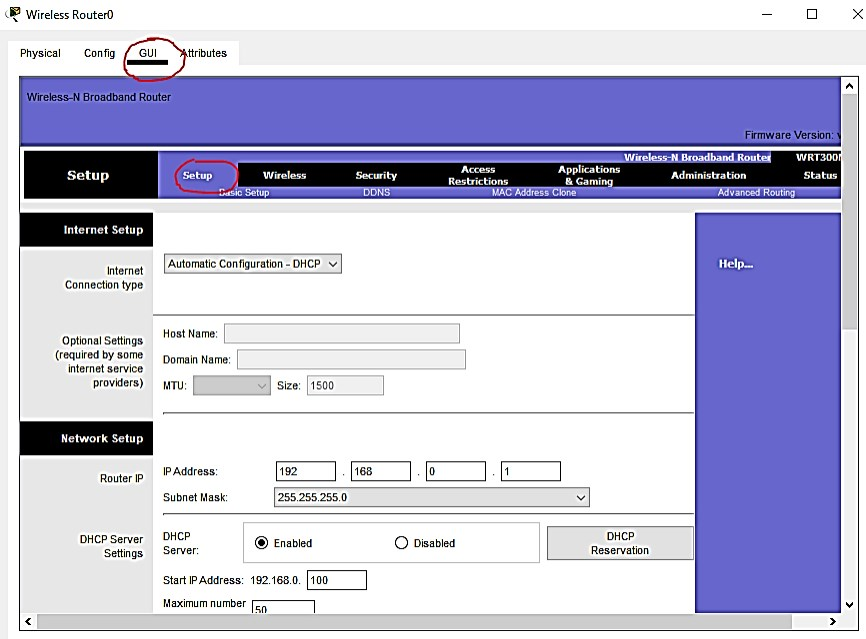 Wireless Router0
Physical Config GUI Attributes
Wireless-N Broadband Router
Firmware Version:
Wireless-N Broadband Router WRT300N
Setup
Setup Wireless Security Access Restrictions Applications & Gaming Administration Status
Basic Setup DDNS MAC Address Clone Advanced Routing
Internet Setup
Internet Connection type
Automatic Configuration - DHCP
Help...
Optional Settings (required by some internet service providers)
Host Name:
Domain Name:
MTU: Size: 1500
Network Setup
Router IP
IP Address: 192 . 168 . 0 . 1
Subnet Mask: 255.255.255.0
DHCP Server Settings
DHCP Server: Enabled Disabled DHCP Reservation
Start IP Address: 192.168.0. 100
Maximum number 50